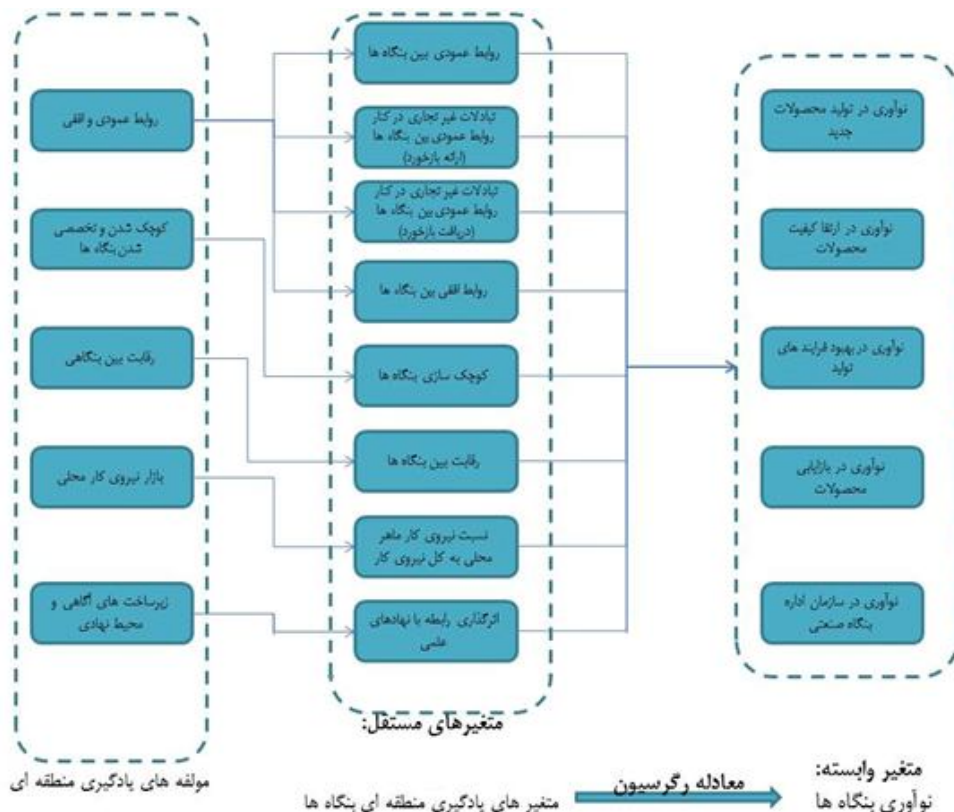 روابط عمودی و افقی
کوچک شدن و تخصصی
شدن بنگاه ها
رقابت بین بنگاهی
بازار نیروی کار محلی
زیرساخت های آگاهی و
محیط نهادی
مولفه های یادگیری منطقه ای
روابط عمودی بین بنگاه ها
تبادلات غیر تجاری در کنار
روابط عمودی بین بنگاه ها
(ارائه بازخورد)
تبادلات غیر تجاری در کنار
روابط عمودی بین بنگاه ها
(دریافت بازخورد)
روابط افقی بین بنگاه ها
کوچک سازی بنگاه ها
رقابت بین بنگاه ها
نسبت نیروی کار ماهر
محلی به کل نیروی کار
اثرگذاری رابطه با نهادهای
علمی
متغیرهای مستقل:
متغیر های یادگیری منطقه ای بنگاه ها
معادله رگرسیون
نوآوری در تولید محصولات
جدید
نوآوری در ارتقا کیفیت
محصولات
نوآوری در بهبود فرایند های
تولید
نوآوری در بازاریابی
محصولات
نوآوری در سازمان اداره
بنگاه صنعتی
متغیر وابسته:
نوآوری بنگاه ها